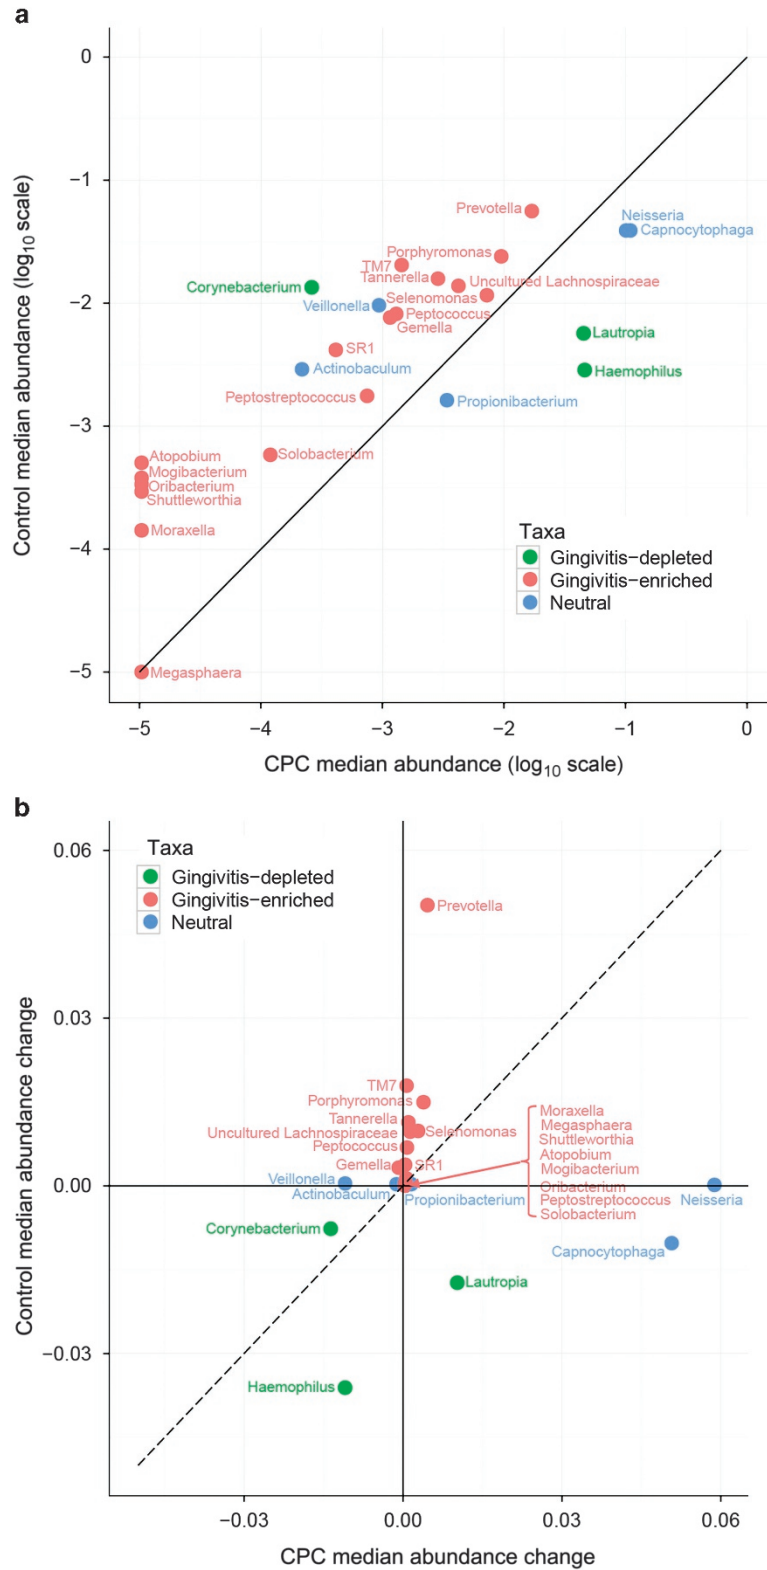 a
0
−1
−2
−3
−4
−5
Control median abundance (log10 scale)
Prevotella
Neisseria
Capnocytophaga
Porphyromonas
TM7
Tannerella
Uncultured Lachnospiraceae
Corynebacterium
Selenomonas
Veillonella
Peptococcus
Gemella
Lautropia
SR1
Actinobaculum
Haemophilus
Peptostreptococcus
Propionibacterium
Atopobium
Solobacterium
Mogibacterium
Oribacterium
Shuttleworthia
Moraxella
Megasphaera
Taxa
Gingivitis−depleted
Gingivitis−enriched
Neutral
−5 −4 −3 −2 −1 0
CPC median abundance (log10 scale)
b
Taxa
Gingivitis−depleted
Gingivitis−enriched
Neutral
0.06
0.03
0.00
−0.03
Control median abundance change
Prevotella
TM7
Porphyromonas
Tannerella
Uncultured Lachnospiraceae
Selenomonas
Peptococcus
Gemella
SR1
Veillonella
Actinobaculum
Propionibacterium
Moraxella
Megasphaera
Shuttleworthia
Atopobium
Mogibacterium
Oribacterium
Peptostreptococcus
Solobacterium
Neisseria
Corynebacterium
Capnocytophaga
Lautropia
Haemophilus
−0.03 0.00 0.03 0.06
CPC median abundance change